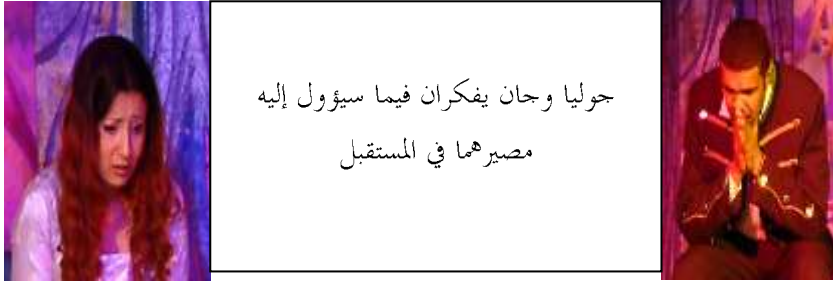 جوليا وجان يفكران فيما سيؤول إليه
مصيرهما في المستقبل